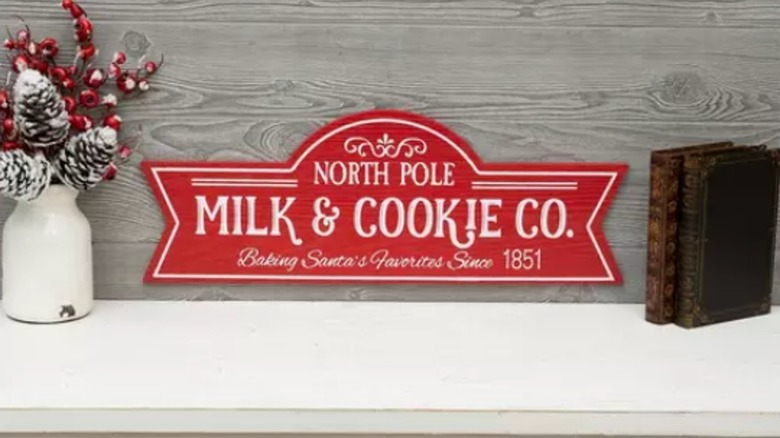 NORTH POLE
MILK & COOKIE CO.
Baking Santa's Favorites Since 1851